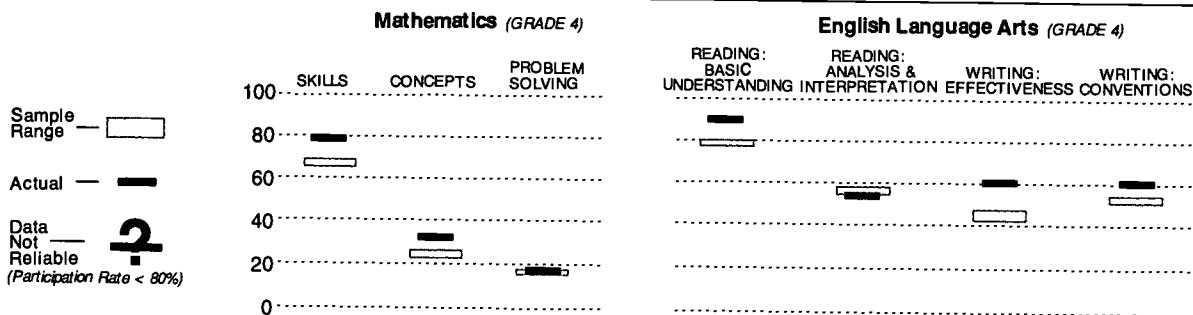 Mathematics (GRADE 4)
SKILLS
CONCEPTS
PROBLEM
SOLVING
100
80
60
40
20
0
Sample
Range
Actual
Data
Not
Reliable
?
(Participation Rate < 80%)
English Language Arts (GRADE 4)
READING:
BASIC
UNDERSTANDING
READING:
ANALYSIS &
INTERPRETATION
WRITING:
EFFECTIVENESS
WRITING:
CONVENTIONS